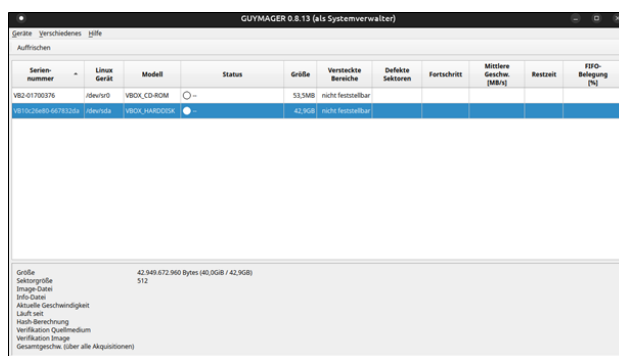 GUYMAGER 0.8.13 (als Systemverwalter)
Geräte Verschiedenes Hilfe
Auffrischen
Serien-nummer Linux Gerät Modell Status Größe Versteckte Bereiche Defekte Sektoren Fortschritt Mittlere Geschw. [MB/s] Restzeit FIFO-Belegung [%]
VB2-01700376 /dev/sr0 VBOX_CD-ROM -- 53,5MB nicht feststellbar
VB10c26e80-667832da /dev/sda VBOX_HARDDISK -- 42,9GB nicht feststellbar
Größe 42.949.672.960 Bytes (40,0GiB / 42,9GB)
Sektorgröße 512
Image-Datei
Info-Datei
Aktuelle Geschwindigkeit
Läuft seit
Hash-Berechnung
Verifikation Quellmedium
Verifikation Image
Gesamtgeschw. (über alle Akquisitionen)